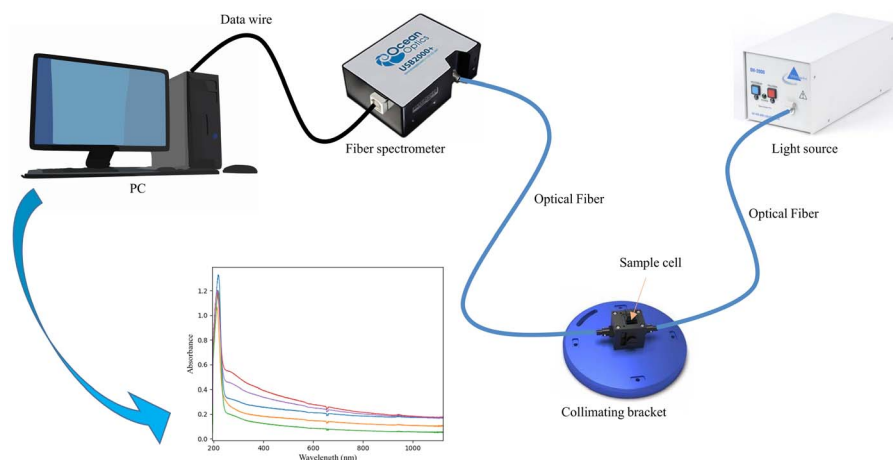 Data wire
Ocean
Optics
USB2000+
Fiber spectrometer
PC
Light source
Optical Fiber
Optical Fiber
Sample cell
Collimating bracket
Absorbance
1.2
1.0
0.8
0.6
0.4
0.2
0.0
200 400 600 800 1000
Wavelength (nm)